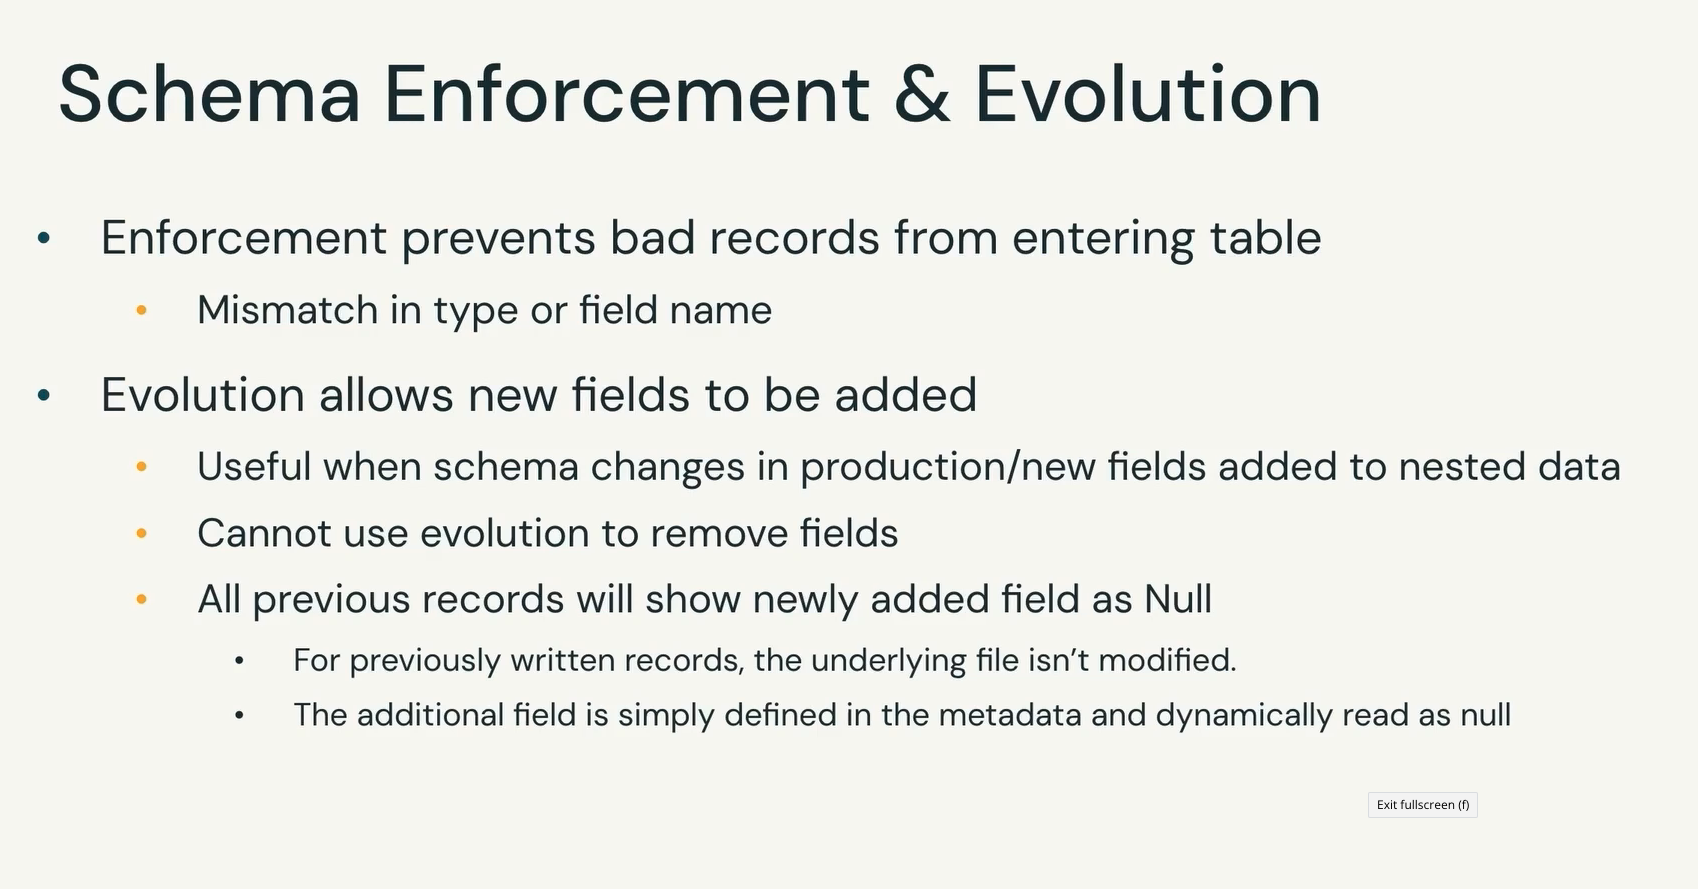 Schema Enforcement & Evolution
• Enforcement prevents bad records from entering table
• Mismatch in type or field name
• Evolution allows new fields to be added
• Useful when schema changes in production/new fields added to nested data
• Cannot use evolution to remove fields
• All previous records will show newly added field as Null
• For previously written records, the underlying file isn’t modified.
• The additional field is simply defined in the metadata and dynamically read as null
Exit fullscreen (f)